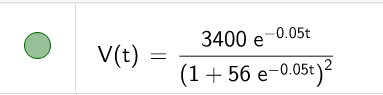 V(t) = 3400 e^(-0.05t) / (1 + 56 e^(-0.05t))^2